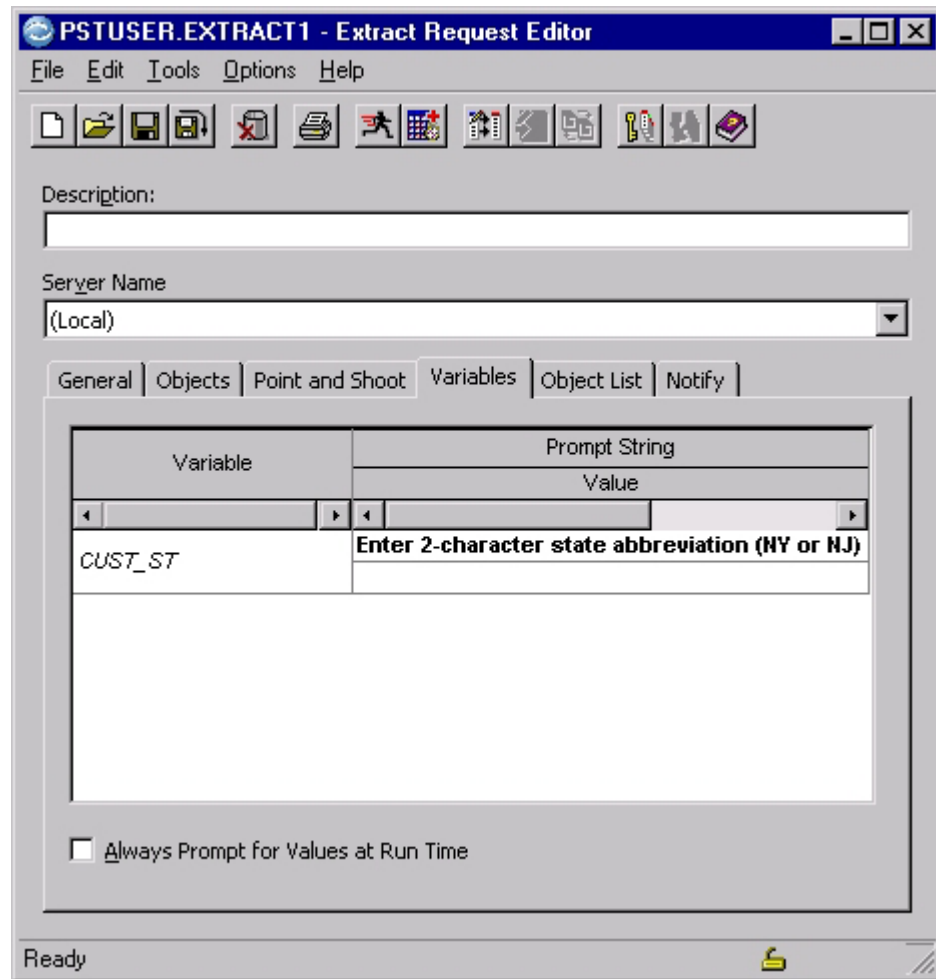 PSTUSER.EXTRACT1 - Extract Request Editor
File Edit Tools Options Help
Description:
Server Name
(Local)
General Objects Point and Shoot Variables Object List Notify
Variable
Prompt String
Value
CUST_ST
Enter 2-character state abbreviation (NY or NJ)
Always Prompt for Values at Run Time
Ready